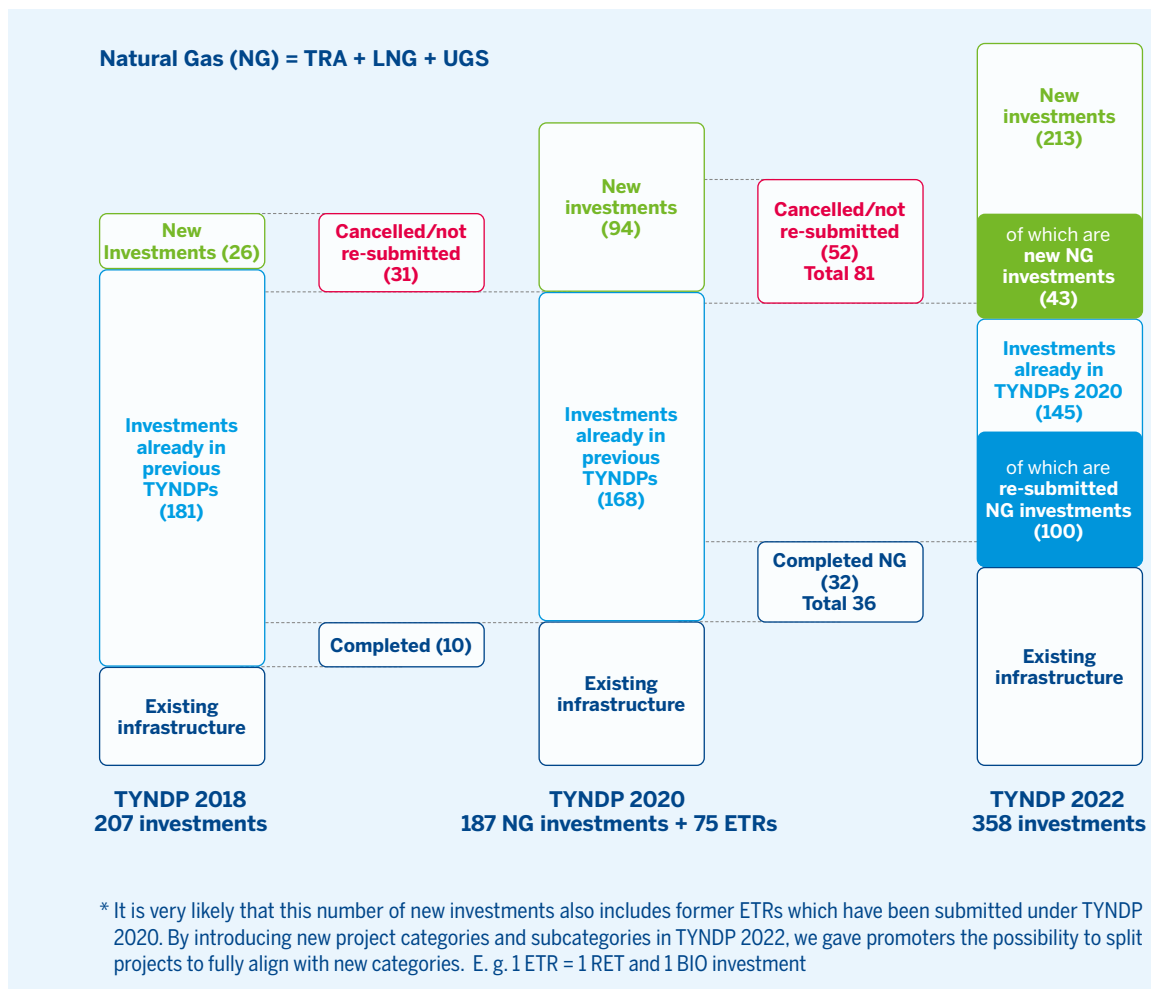 Natural Gas (NG) = TRA + LNG + UGS
New
Investments (26)
Investments
already in
previous
TYNDPs
(181)
Existing
infrastructure
TYNDP 2018
207 investments
Cancelled/not
re-submitted
(31)
Completed (10)
New
investments
(94)
Investments
already in
previous
TYNDPs
(168)
Existing
infrastructure
TYNDP 2020
187 NG investments + 75 ETRs
Cancelled/not
re-submitted
(52)
Total 81
Completed NG
(32)
Total 36
New
investments
(213)
of which are
new NG
investments
(43)
Investments
already in
TYNDPs 2020
(145)
of which are
re-submitted
NG investments
(100)
Existing
infrastructure
TYNDP 2022
358 investments
* It is very likely that this number of new investments also includes former ETRs which have been submitted under TYNDP
2020. By introducing new project categories and subcategories in TYNDP 2022, we gave promoters the possibility to split
projects to fully align with new categories. E. g. 1 ETR = 1 RET and 1 BIO investment